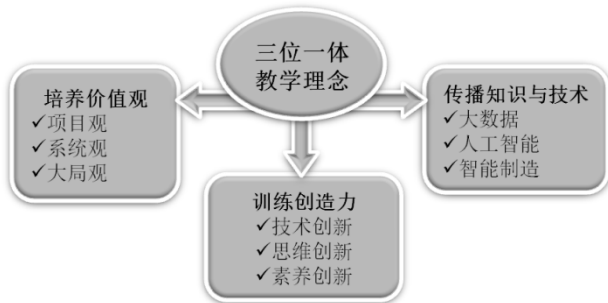 三位一体
教学理念
培养价值观
✓项目观
✓系统观
✓大局观
传播知识与技术
✓大数据
✓人工智能
✓智能制造
训练创造力
✓技术创新
✓思维创新
✓素养创新